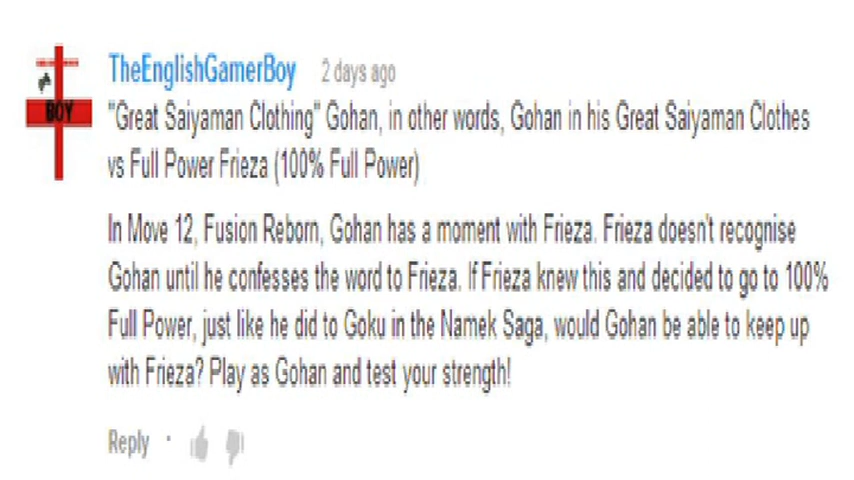 BOY
TheEnglishGamerBoy 2 days ago
"Great Saiyaman Clothing" Gohan, in other words, Gohan in his Great Saiyaman Clothes
vs Full Power Frieza (100% Full Power)
In Move 12, Fusion Reborn, Gohan has a moment with Frieza. Frieza doesn't recognise
Gohan until he confesses the word to Frieza. If Frieza knew this and decided to go to 100%
Full Power, just like he did to Goku in the Namek Saga, would Gohan be able to keep up
with Frieza? Play as Gohan and test your strength!
Reply ·